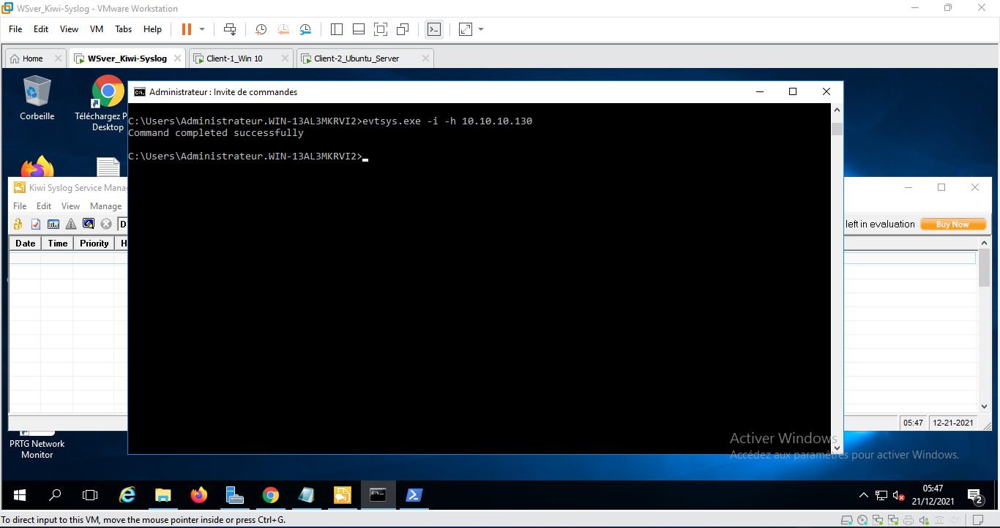 WSver_Kiwi-Syslog - VMware Workstation
File Edit View VM Tabs Help
Home WSver_Kiwi-Syslog Client-1_Win 10 Client-2_Ubuntu_Server
Corbeille
Téléchargez P
Desktop
Administrateur : Invite de commandes
C:\Users\Administrateur.WIN-13AL3MKRVI2>evtsys.exe -i -h 10.10.10.130
Command completed successfully
C:\Users\Administrateur.WIN-13AL3MKRVI2>
Kiwi Syslog Service Mana
File Edit View Manage
D
left in evaluation Buy Now
Date Time Priority H
05:47 12-21-2021
PRTG Network
Monitor
Activer Windows
Accédez aux paramètres pour activer Windows.
05:47
21/12/2021
2
To direct input to this VM, move the mouse pointer inside or press Ctrl+G.